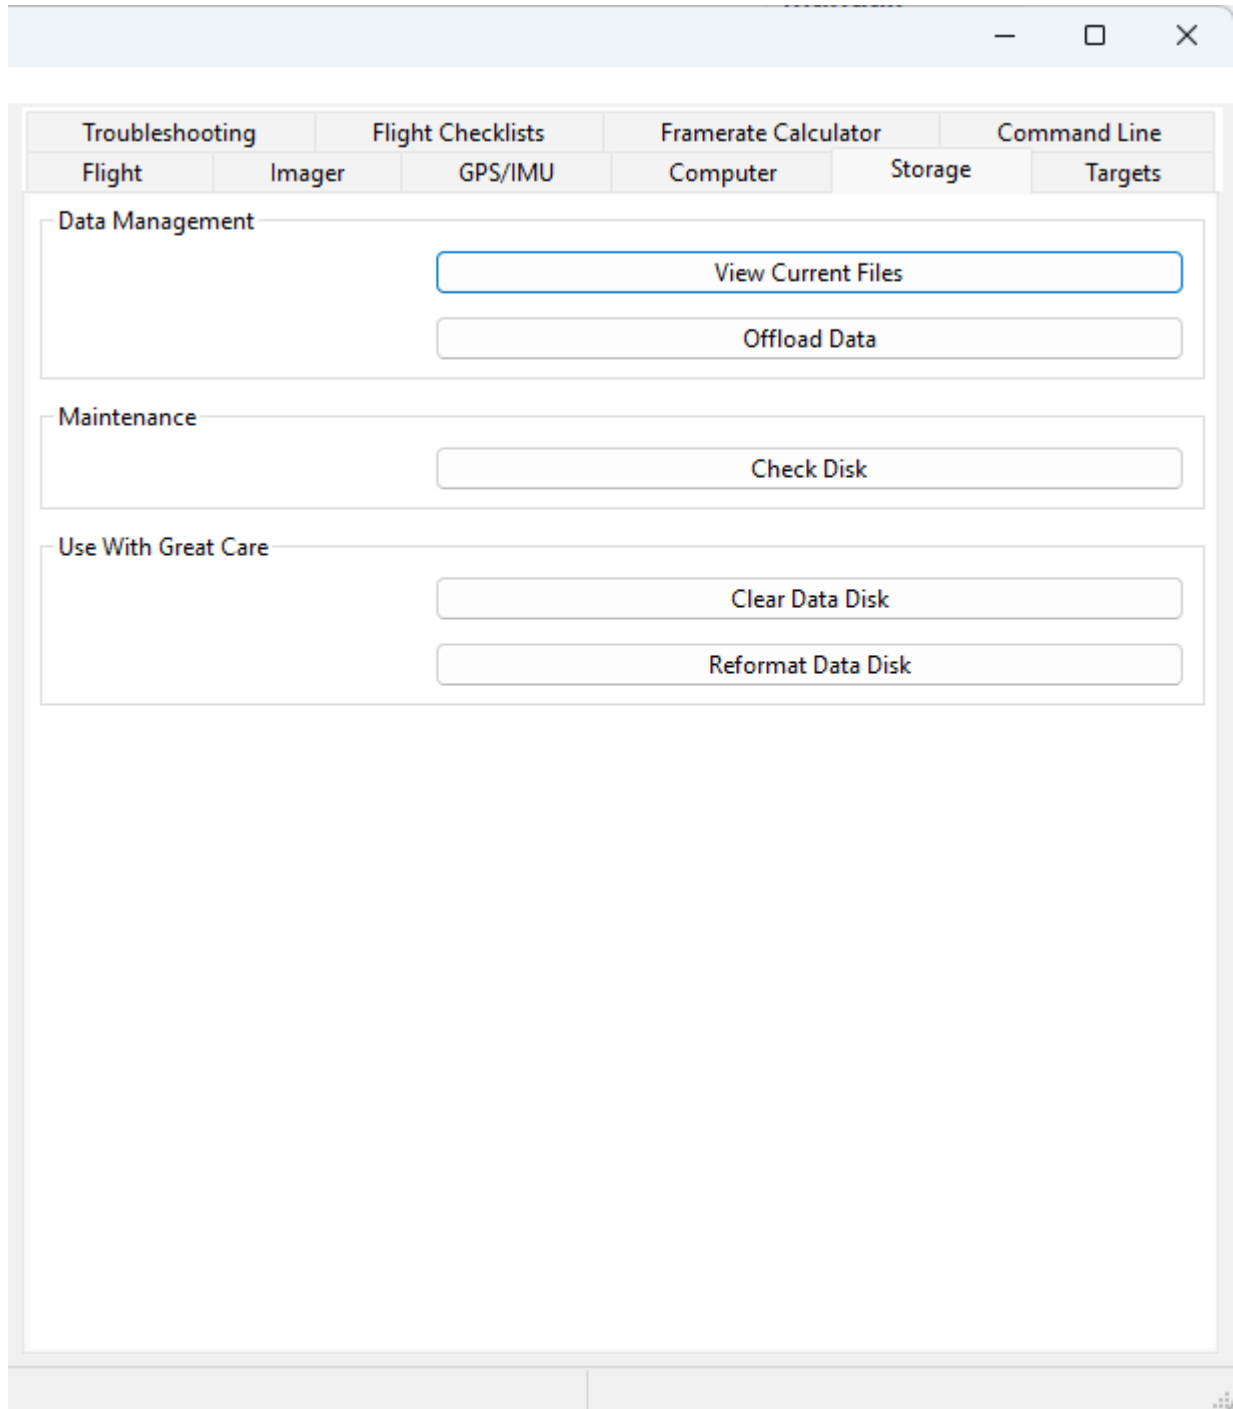 Troubleshooting Flight Checklists Framerate Calculator Command Line
Flight Imager GPS/IMU Computer Storage Targets
Data Management
View Current Files
Offload Data
Maintenance
Check Disk
Use With Great Care
Clear Data Disk
Reformat Data Disk